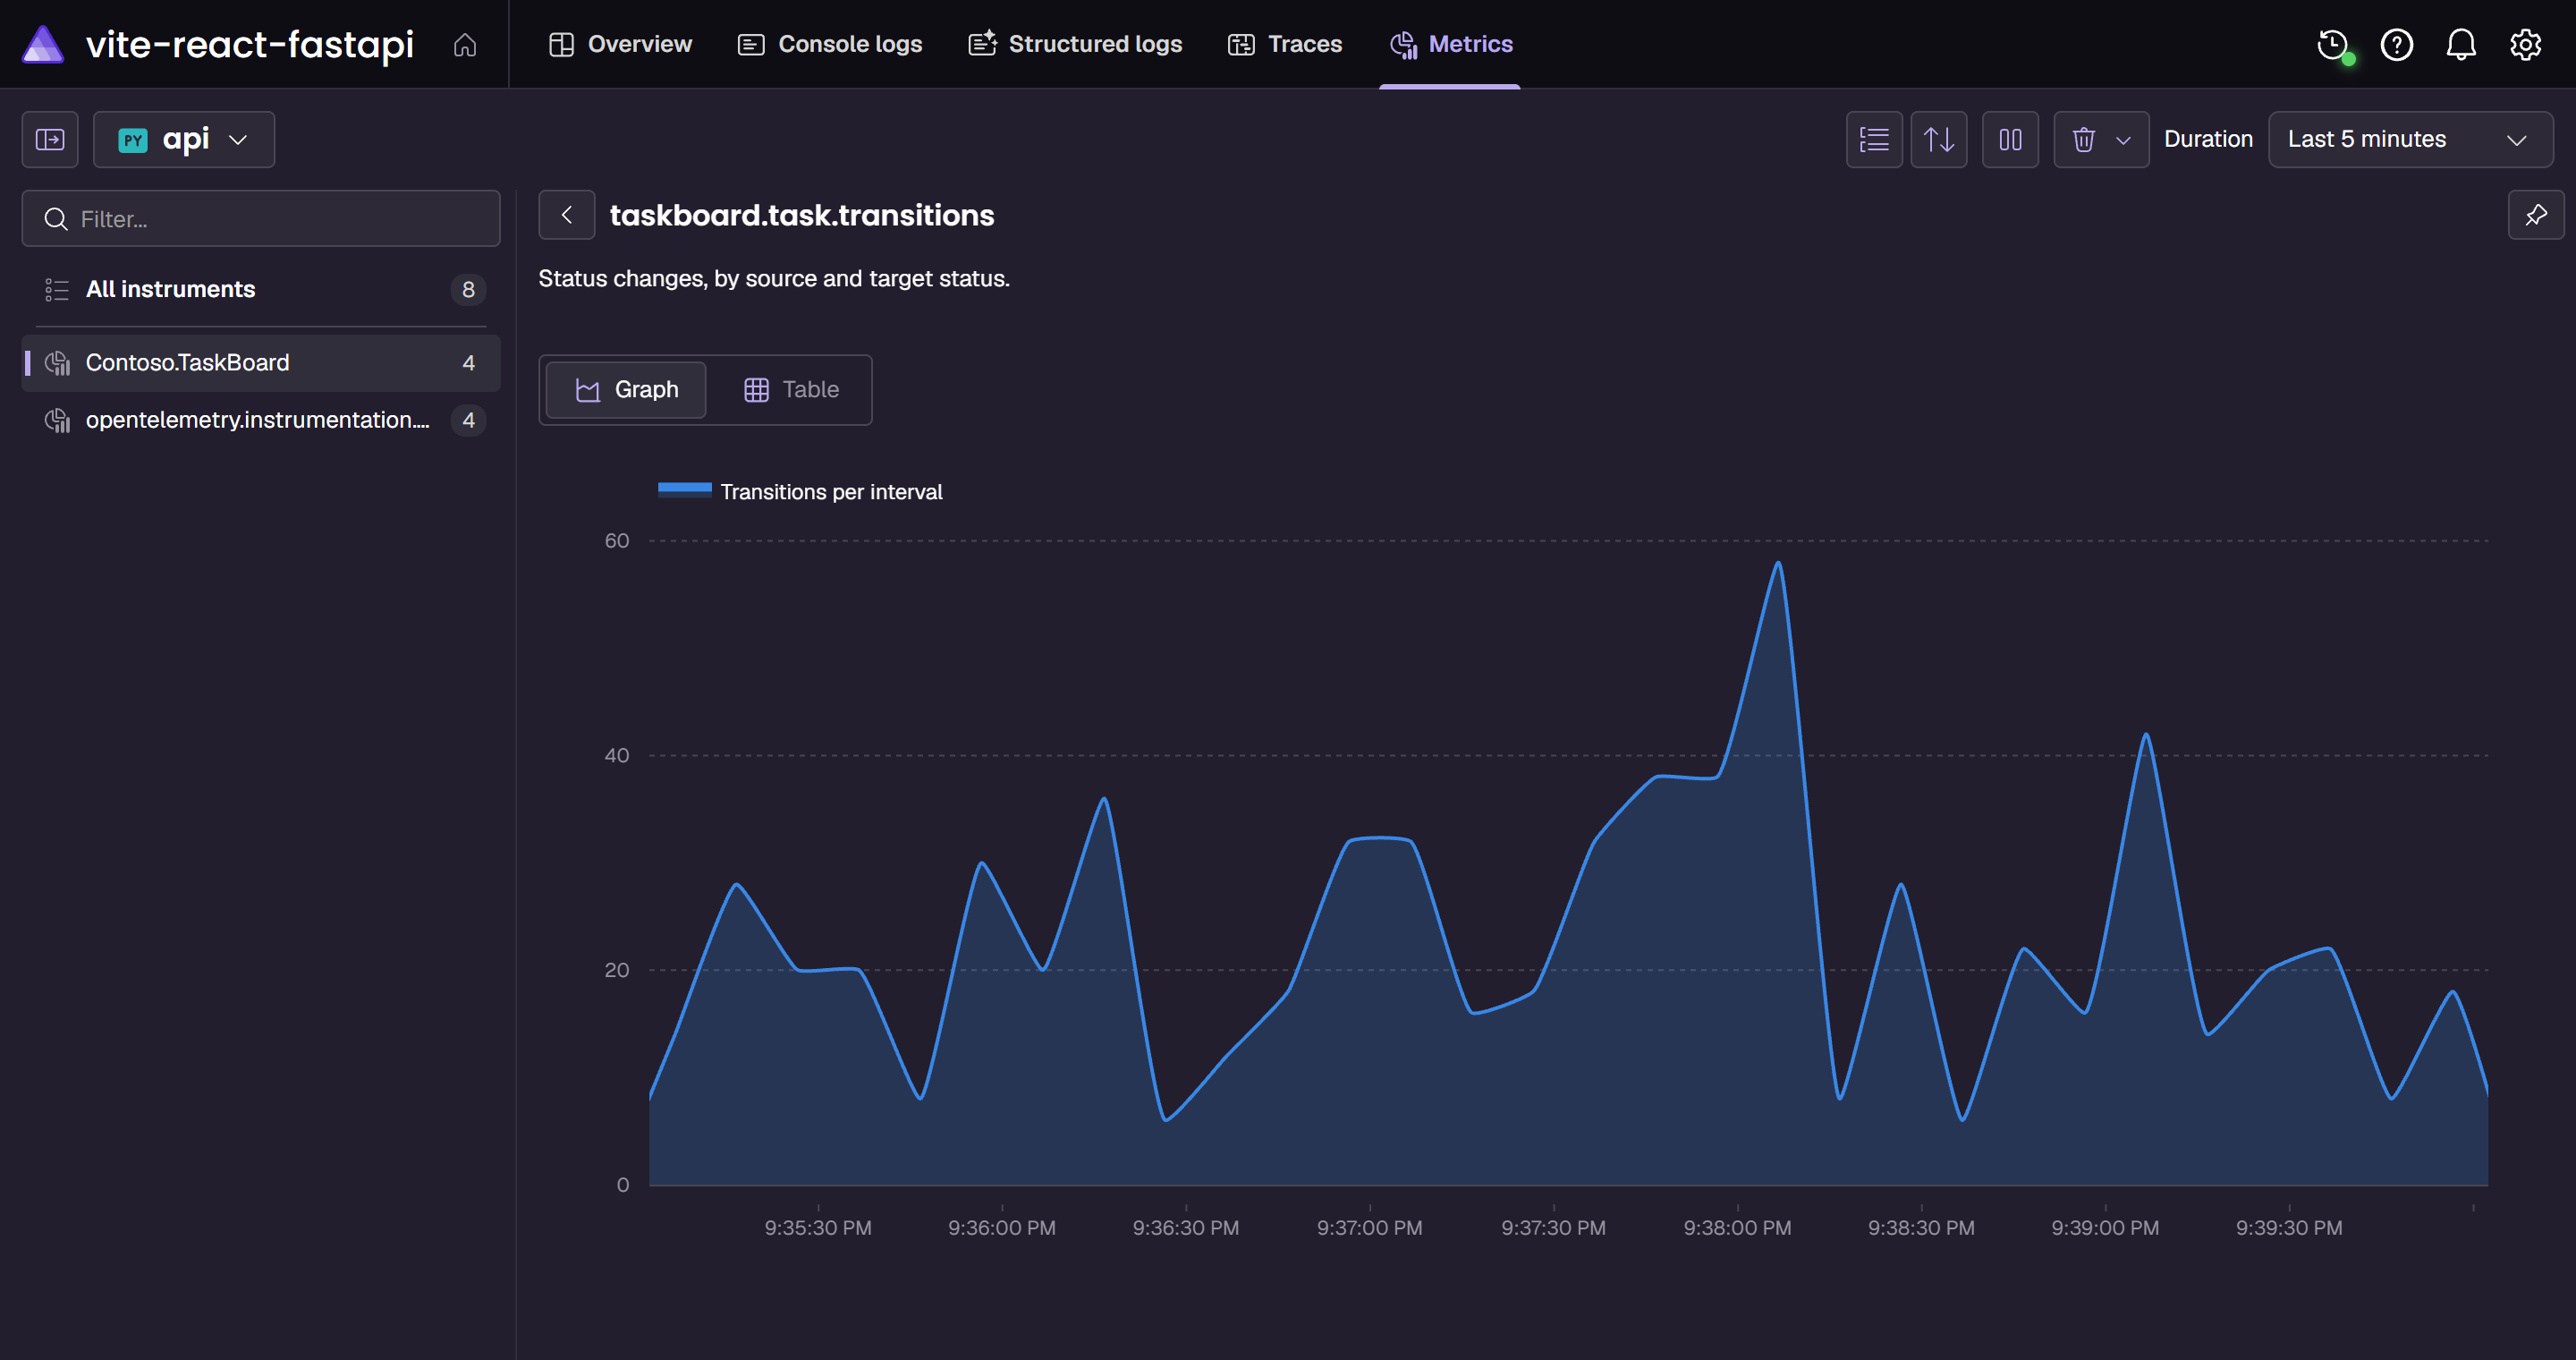 vite-react-fastapi
Overview
Console logs
Structured logs
Traces
Metrics
PY api
Duration
Last 5 minutes
Filter...
All instruments 8
Contoso.TaskBoard 4
opentelemetry.instrumentation.... 4
taskboard.task.transitions
Status changes, by source and target status.
Graph
Table
Transitions per interval
60
40
20
0
9:35:30 PM
9:36:00 PM
9:36:30 PM
9:37:00 PM
9:37:30 PM
9:38:00 PM
9:38:30 PM
9:39:00 PM
9:39:30 PM